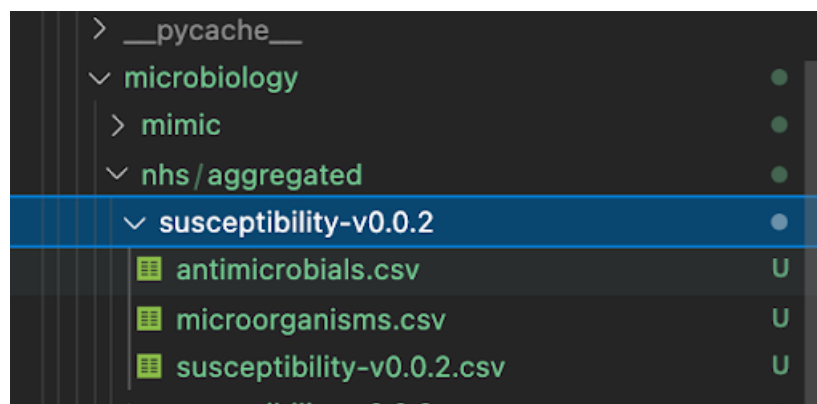 __pycache__
microbiology
mimic
nhs/aggregated
susceptibility-v0.0.2
antimicrobials.csv U
microorganisms.csv U
susceptibility-v0.0.2.csv U